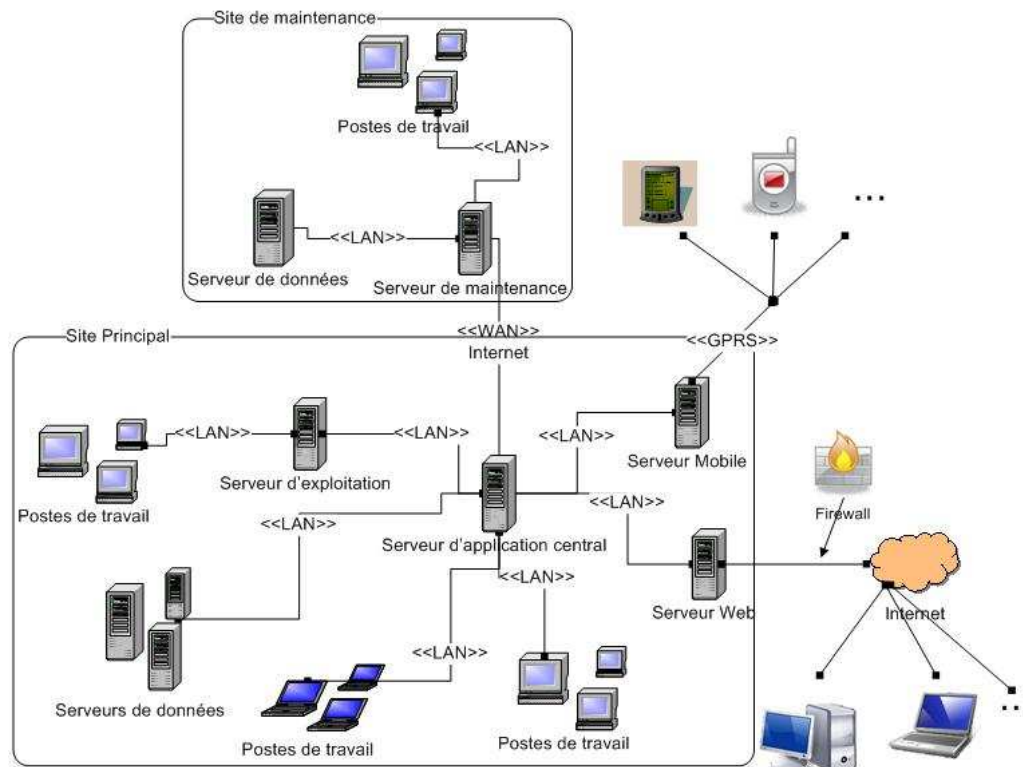 Site de maintenance
Postes de travail
<<LAN>>
<<LAN>>
Serveur de données
Serveur de maintenance
Site Principal
<<WAN>>
Internet
<<GPRS>>
<<LAN>>
<<LAN>>
<<LAN>>
Serveur d'exploitation
Serveur Mobile
Postes de travail
Firewall
<<LAN>>
<<LAN>>
Serveur d'application central
<<LAN>>
Serveur Web
Internet
<<LAN>>
Serveurs de données
Postes de travail
Postes de travail